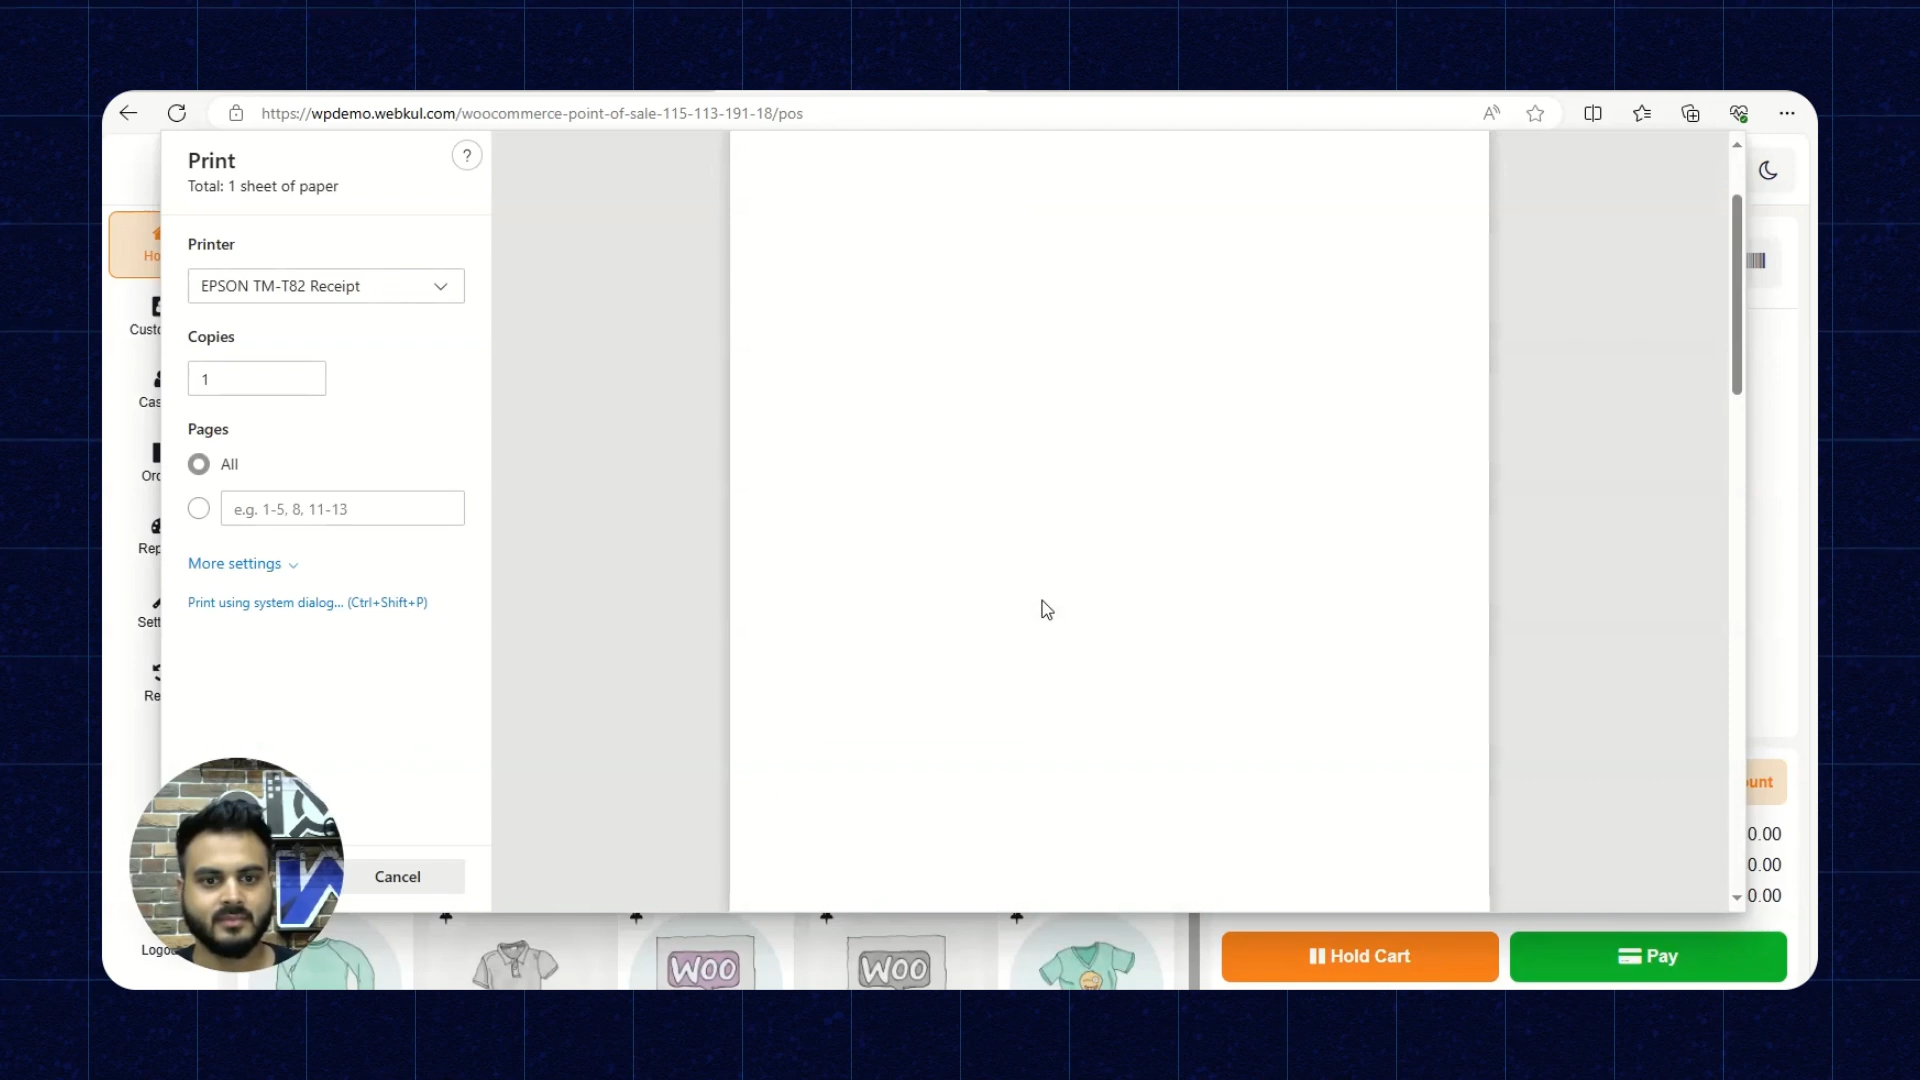 https://wpdemo.webkul.com/woocommerce-point-of-sale-115-113-191-18/pos
Print
?
Total: 1 sheet of paper
Ho
Printer
EPSON TM-T82 Receipt
Custo
Copies
1
Cas
Pages
All
Orc
e.g. 1-5, 8, 11-13
Rep
More settings
Print using system dialog... (Ctrl+Shift+P)
Sett
Re
unt
0.00
0.00
Cancel
0.00
Logo
WOO
WOO
Hold Cart
Pay